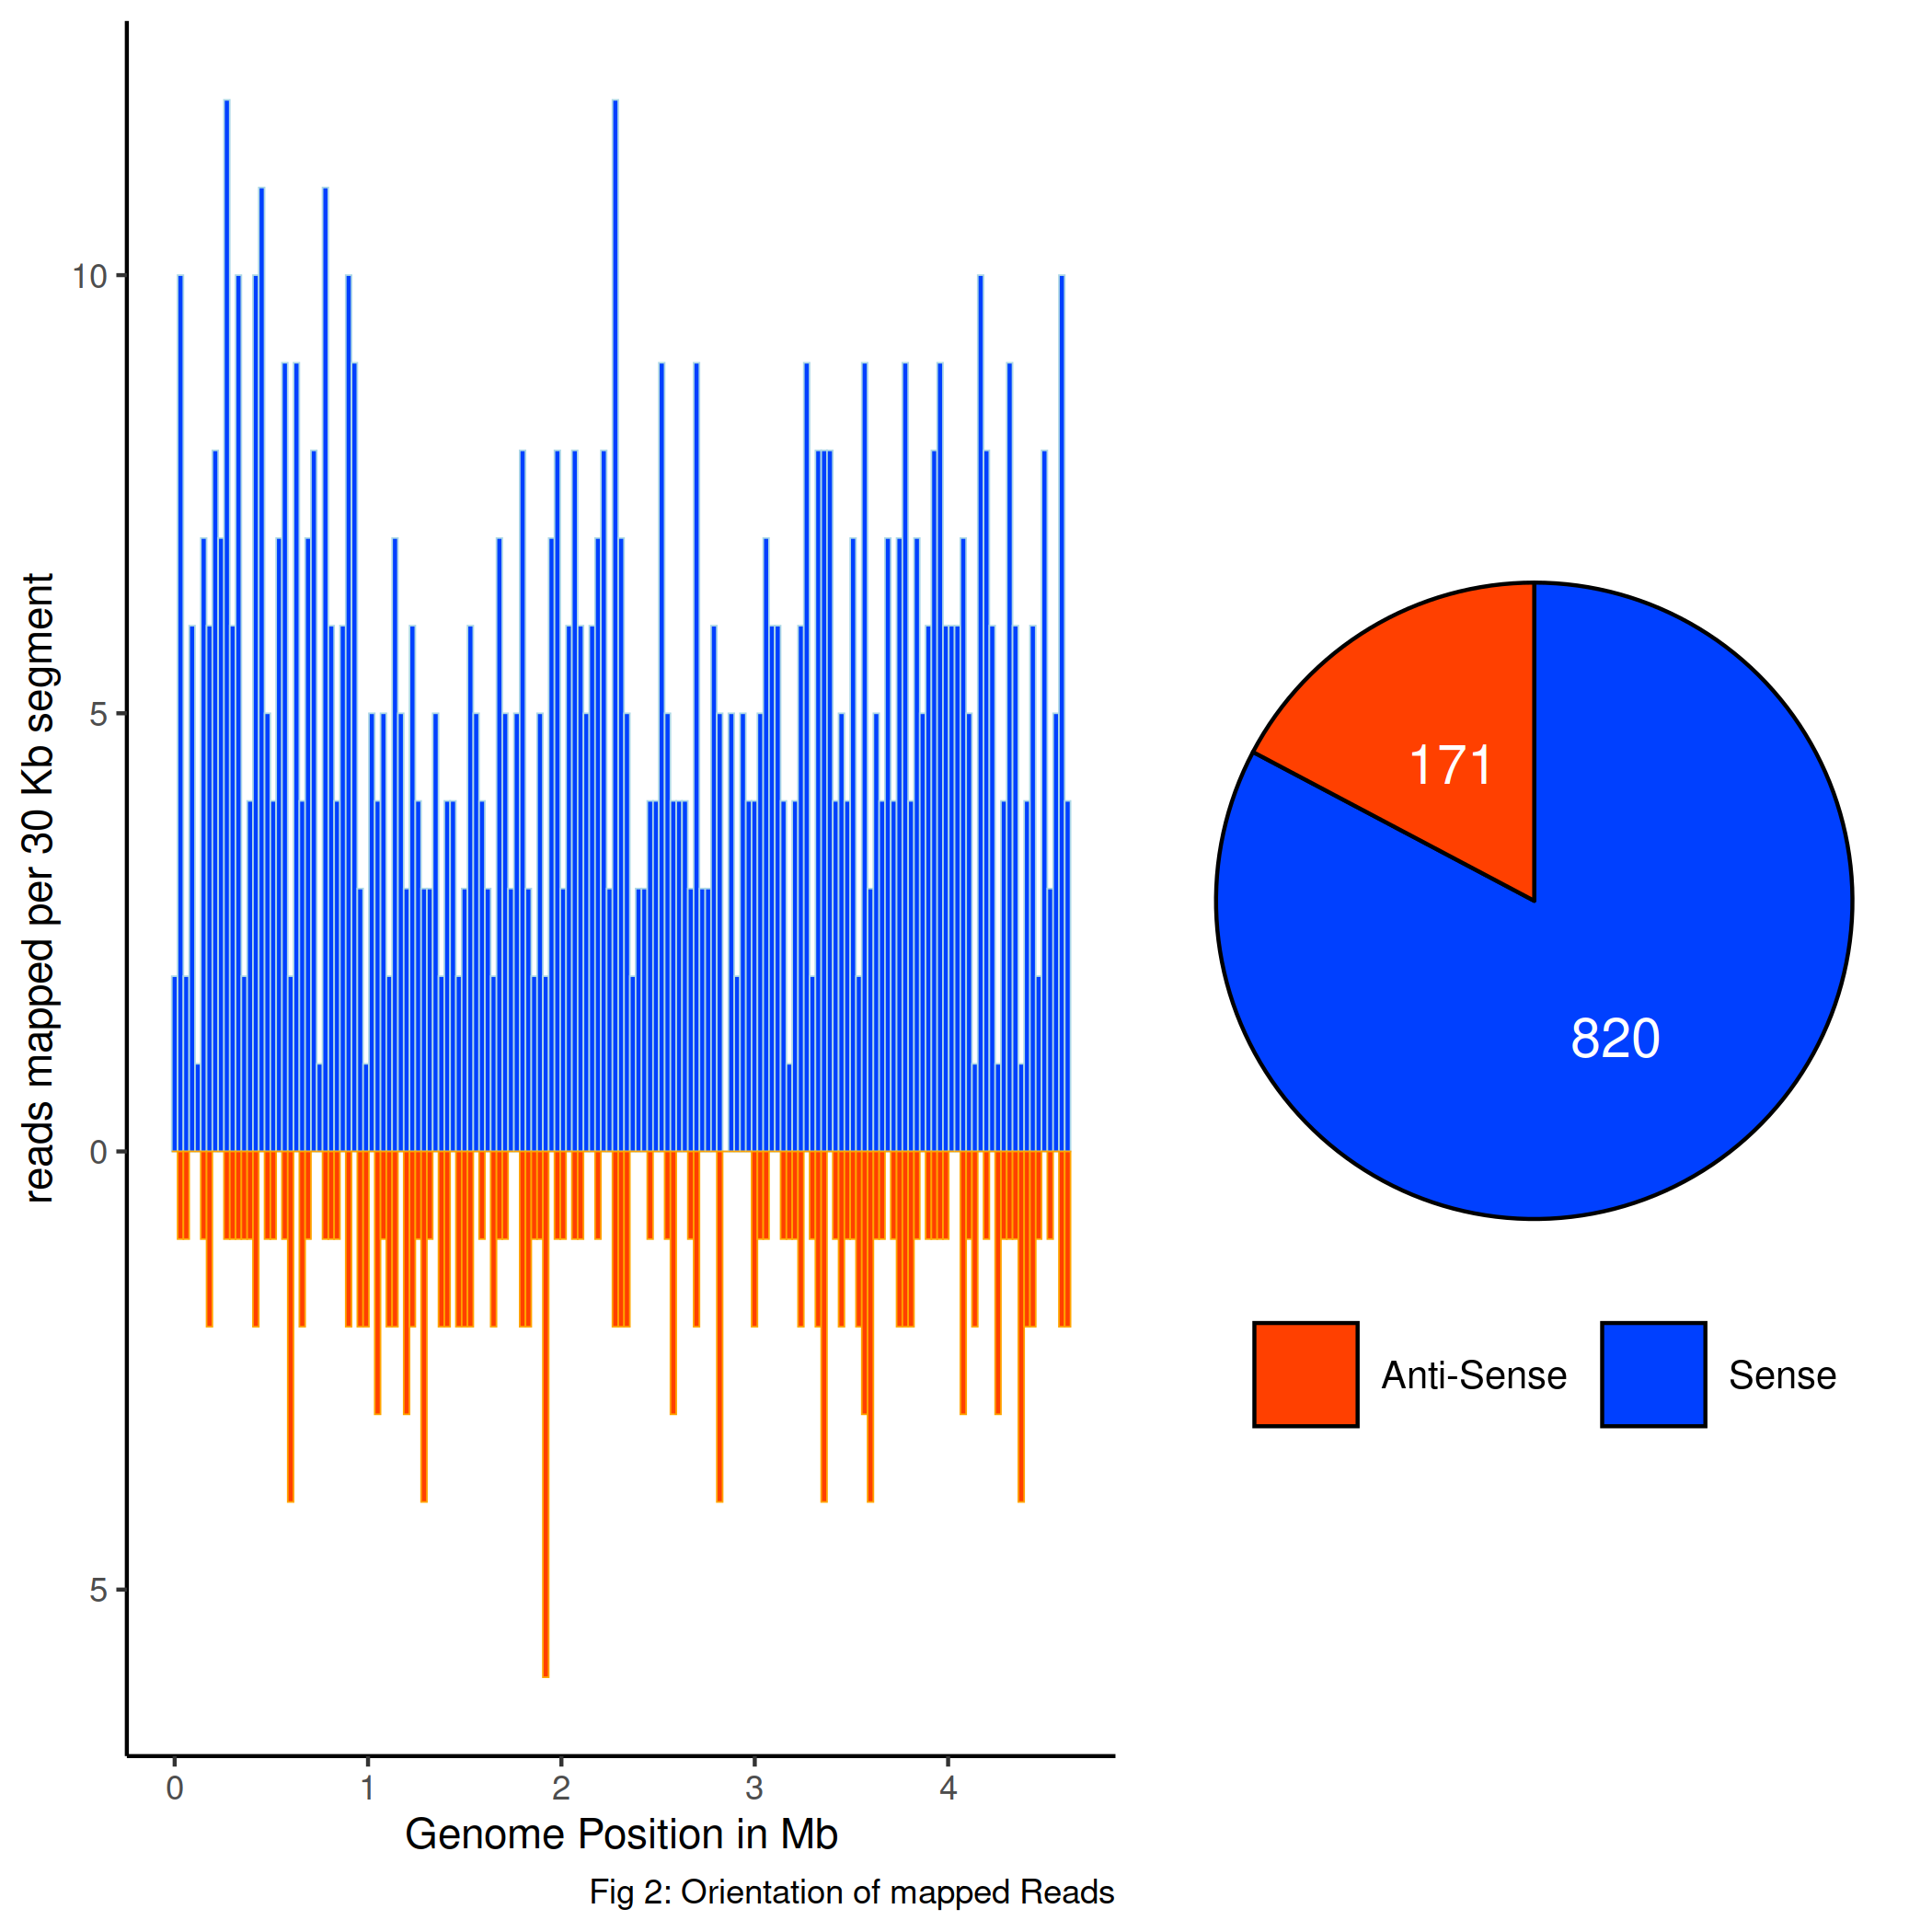 reads mapped per 30 Kb segment
10
5
0
5
0 1 2 3 4
Genome Position in Mb
Fig 2: Orientation of mapped Reads
171
820
Anti-Sense Sense